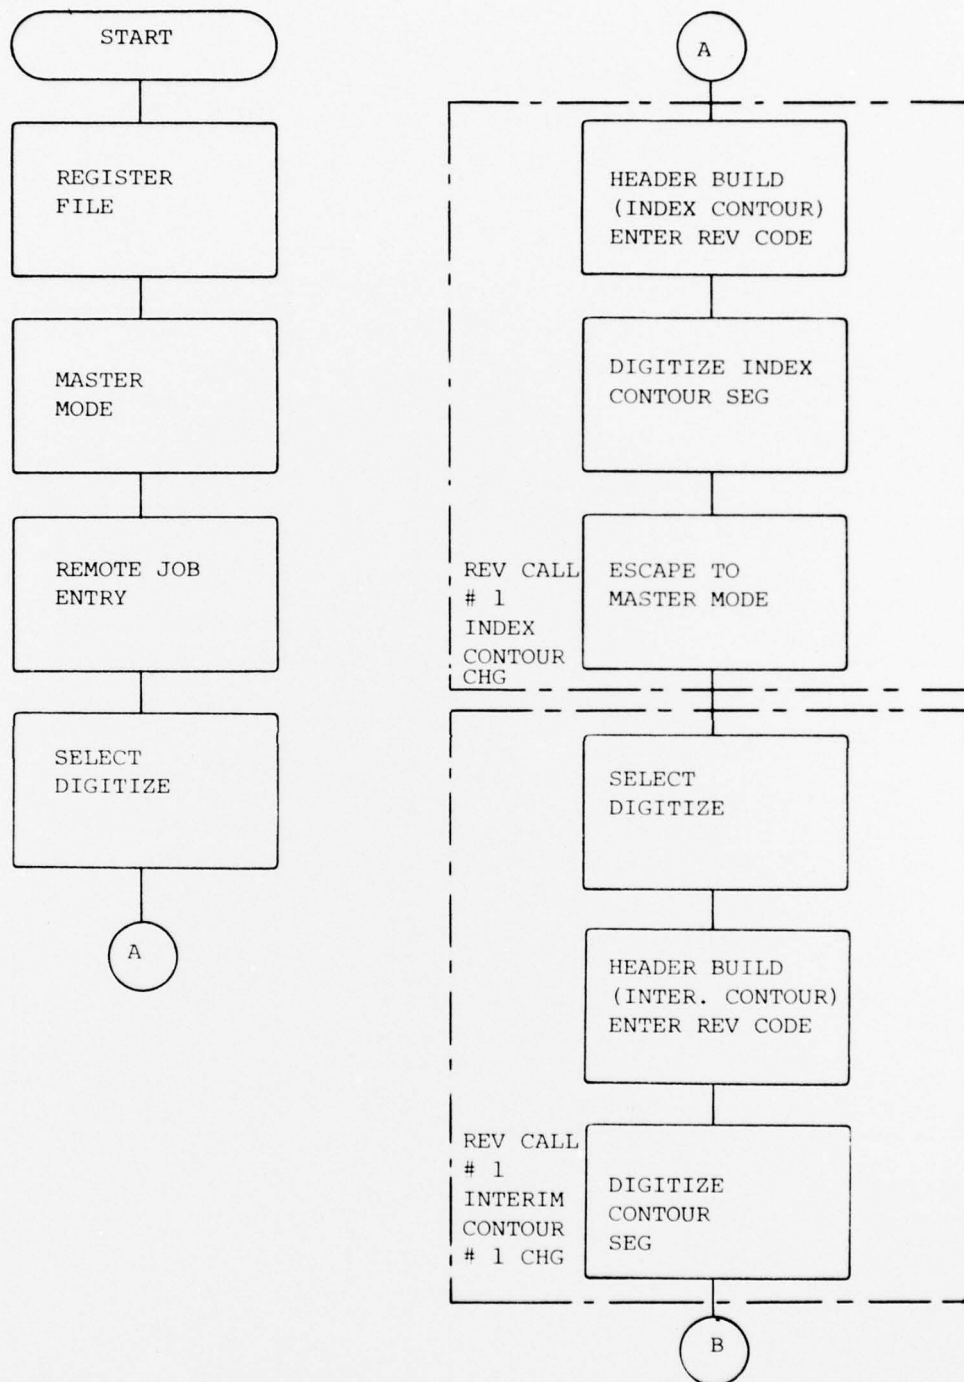 START
REGISTER
FILE
MASTER
MODE
REMOTE JOB
ENTRY
SELECT
DIGITIZE
A
A
HEADER BUILD
(INDEX CONTOUR)
ENTER REV CODE
DIGITIZE INDEX
CONTOUR SEG
REV CALL
# 1
INDEX
CONTOUR
CHG
ESCAPE TO
MASTER MODE
SELECT
DIGITIZE
HEADER BUILD
(INTER. CONTOUR)
ENTER REV CODE
REV CALL
# 1
INTERIM
CONTOUR
# 1 CHG
DIGITIZE
CONTOUR
SEG
B